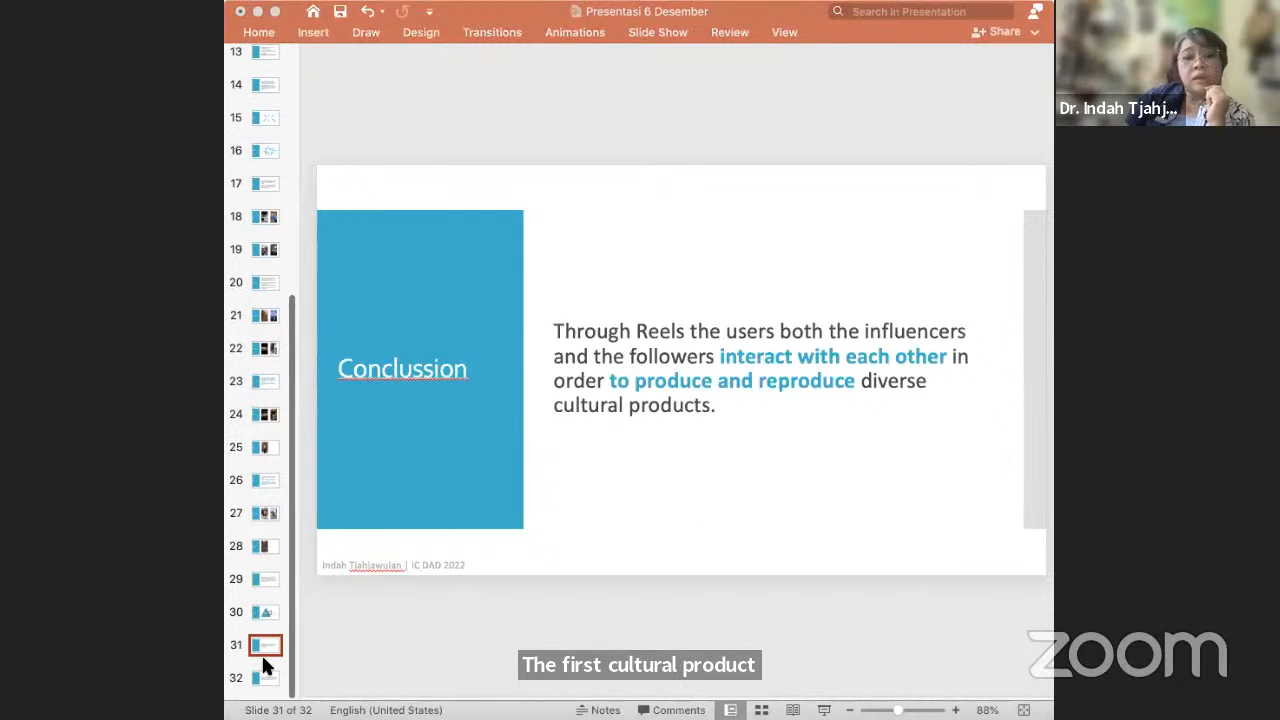 Presentasi 6 Desember
Search in Presentation
Home Insert Draw Design Transitions Animations Slide Show Review View
Share
13
14
15
16
17
18
19
20
21
22
23
24
25
26
27
28
29
30
31
32
Conclussion
Through Reels the users both the influencers
and the followers interact with each other in
order to produce and reproduce diverse
cultural products.
Indah Tjahjawulan | IC DAD 2022
Dr. Indah Tjahj...
The first cultural product
zoom
Slide 31 of 32 English (United States) Notes Comments 88%